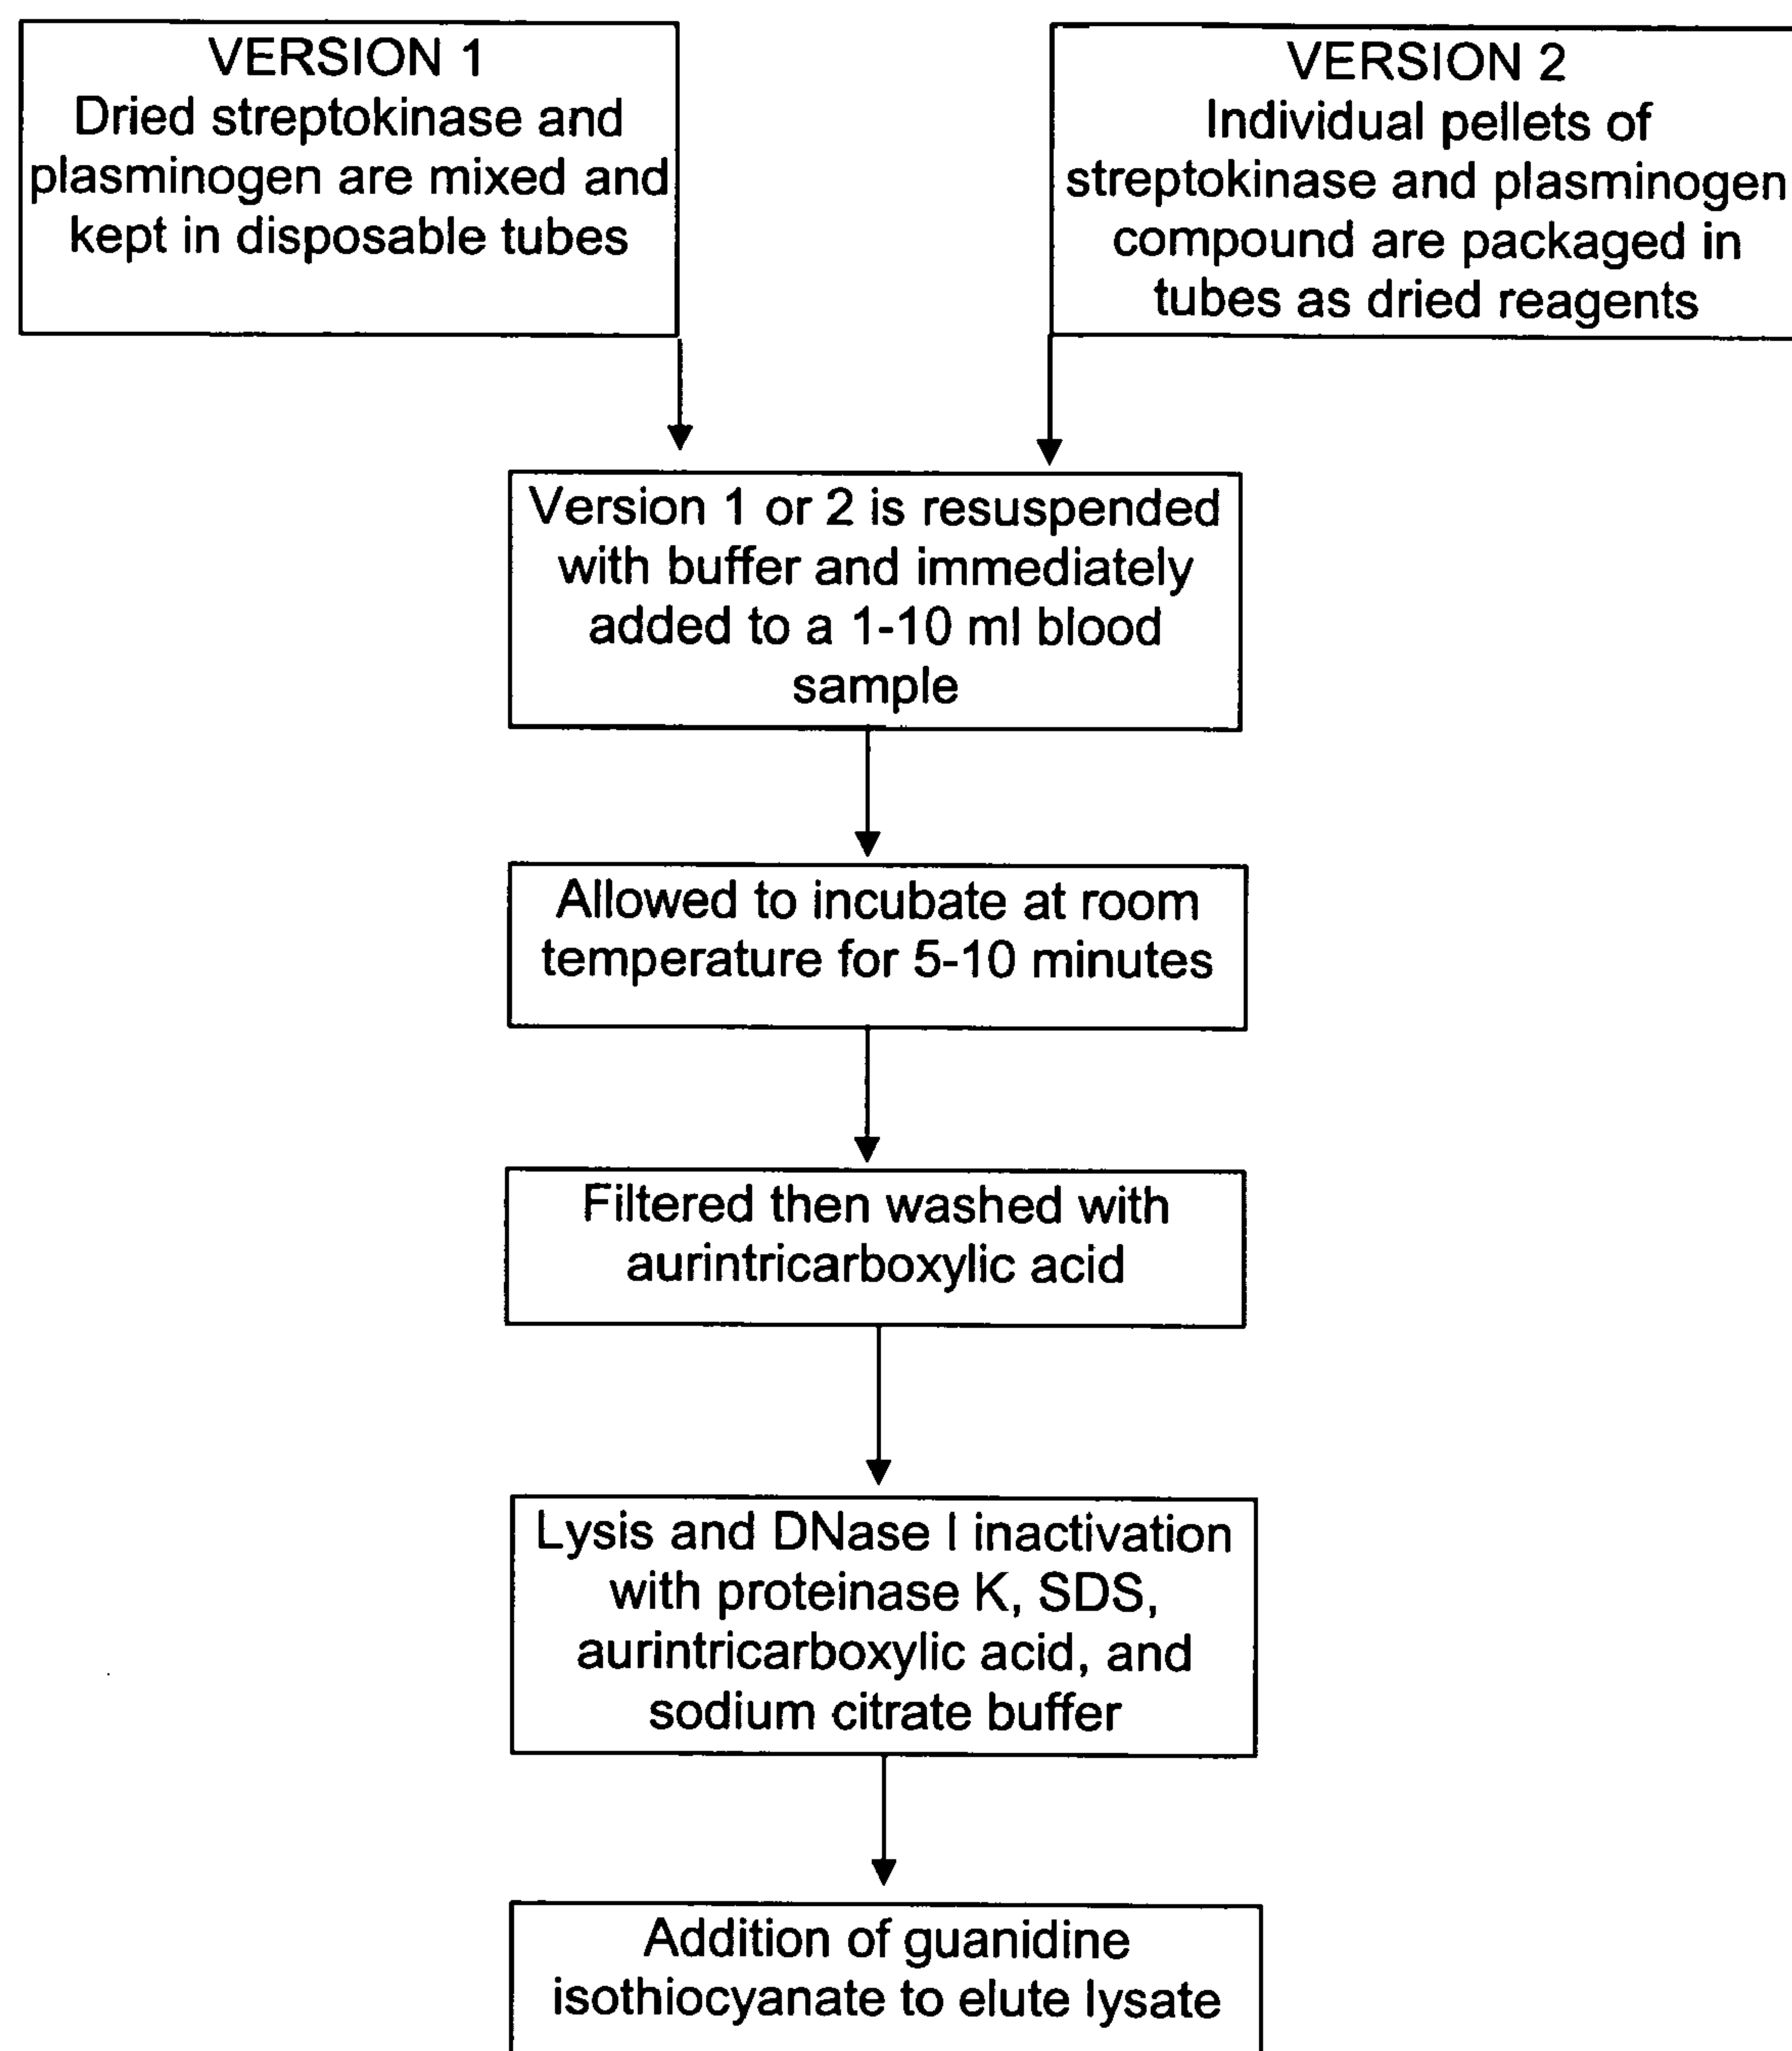 VERSION 1
Dried streptokinase and
plasminogen are mixed and
kept in disposable tubes
VERSION 2
Individual pellets of
streptokinase and plasminogen
compound are packaged in
tubes as dried reagents
Version 1 or 2 is resuspended
with buffer and immediately
added to a 1-10 ml blood
sample
Allowed to incubate at room
temperature for 5-10 minutes
Filtered then washed with
aurintricarboxylic acid
Lysis and DNase I inactivation
with proteinase K, SDS,
aurintricarboxylic acid, and
sodium citrate buffer
Addition of guanidine
isothiocyanate to elute lysate